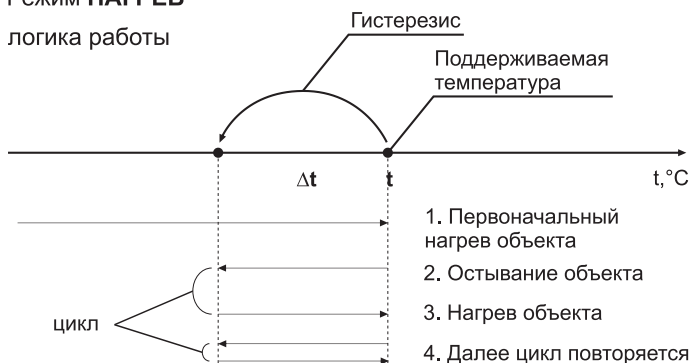 Режим НАГРЕВ
логика работы
Гистерезис
Поддерживаемая
температура
Δt
t
t,°C
1. Первоначальный
нагрев объекта
2. Остывание объекта
3. Нагрев объекта
цикл
4. Далее цикл повторяется